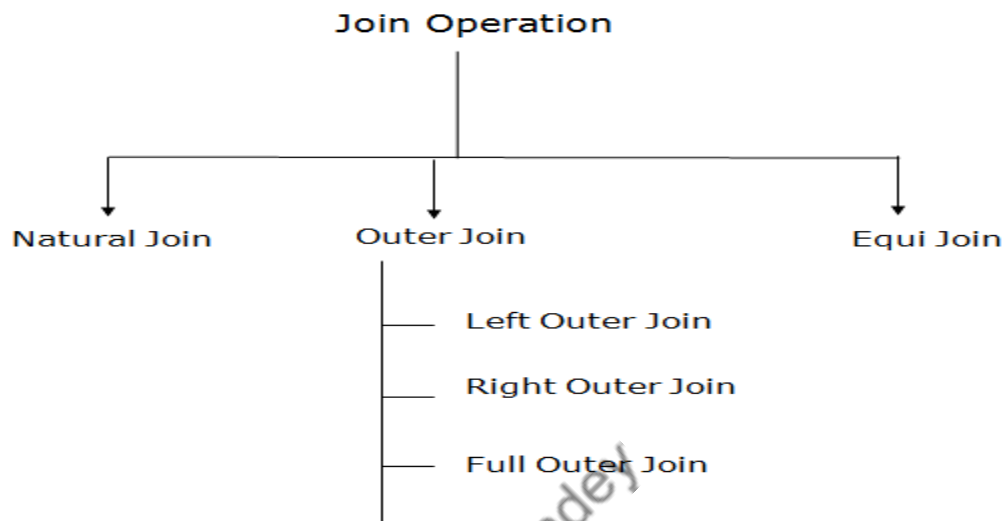 Join Operation
Natural Join
Outer Join
Equi Join
Left Outer Join
Right Outer Join
Full Outer Join